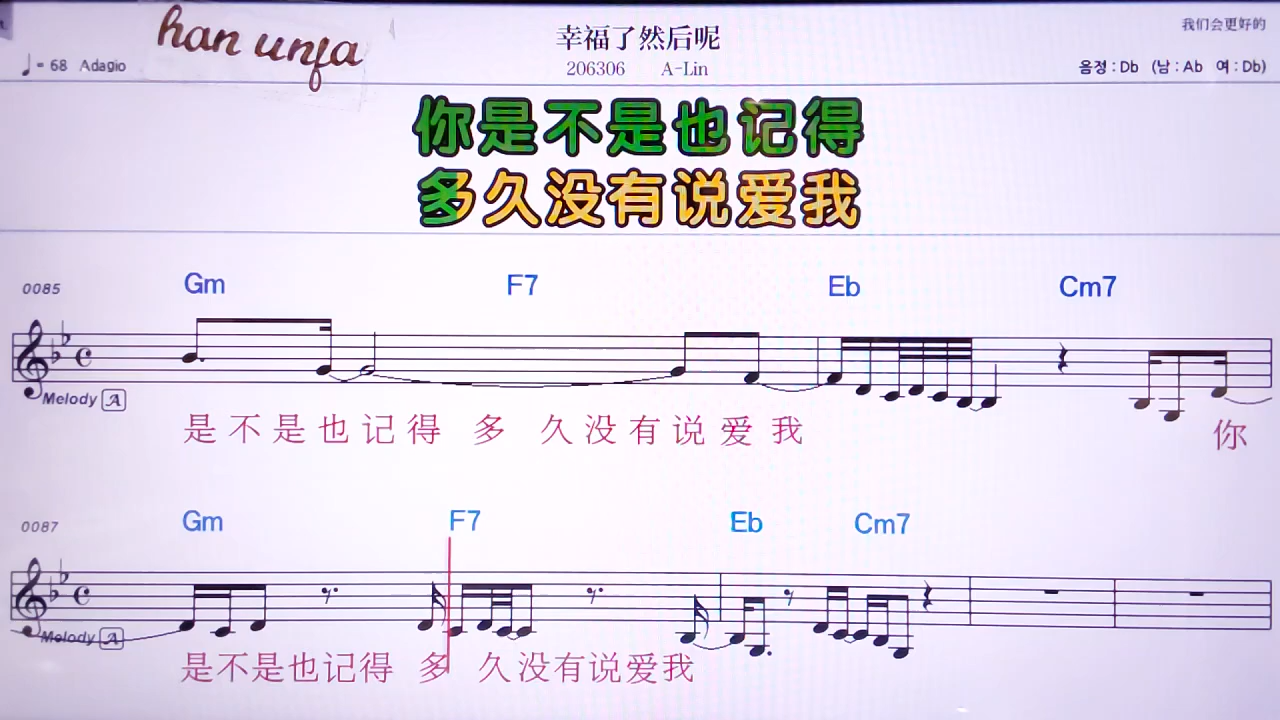 han unfa
幸福了然后呢
我们会更好的
♩= 68 Adagio
206306 A-Lin
음정 : Db (남 : Ab 여 : Db)
你是不是也记得
多久没有说爱我
0085 Gm F7 Eb Cm7
Melody A
是不是也记得 多 久没有说爱我 你
0087 Gm F7 Eb Cm7
Melody A
是不是也记得 多 久没有说爱我